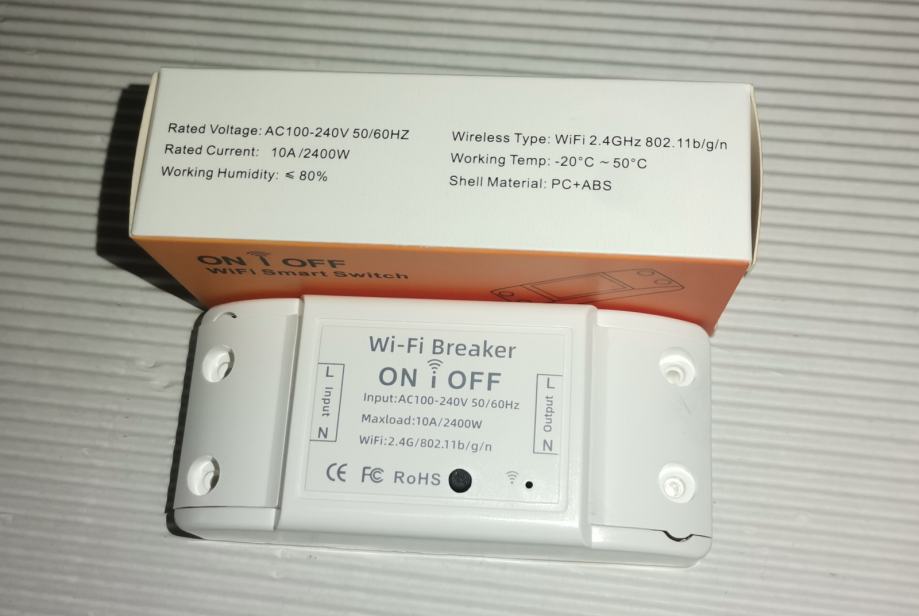 Rated Voltage: AC100-240V 50/60HZ
Rated Current: 10A/2400W
Working Humidity: ≤ 80%
Wireless Type: WiFi 2.4GHz 802.11b/g/n
Working Temp: -20°C ~ 50°C
Shell Material: PC+ABS
ON i OFF
WiFi Smart Switch
Wi-Fi Breaker
ON i OFF
Input:AC100-240V 50/60Hz
Maxload:10A/2400W
WiFi:2.4G/802.11b/g/n
CE FC RoHS
L Input N
L Output N